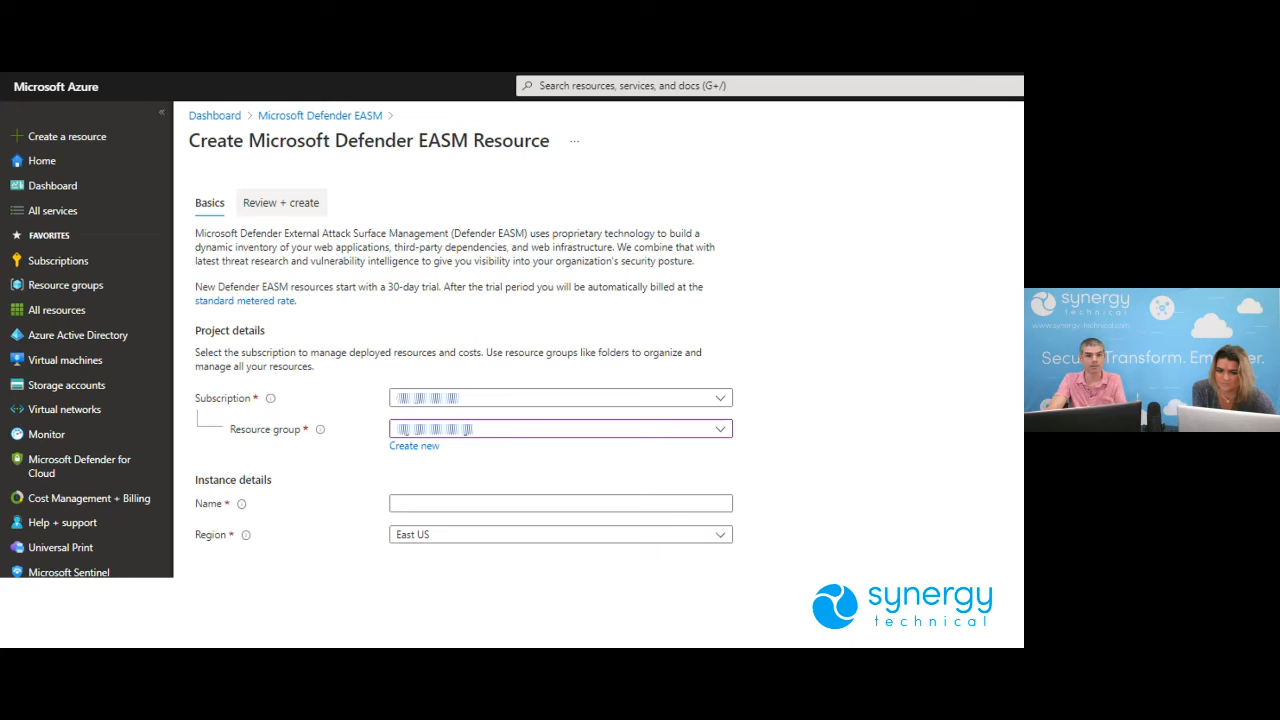 Microsoft Azure
Search resources, services, and docs (G+/)
«
Create a resource
Home
Dashboard
All services
FAVORITES
Subscriptions
Resource groups
All resources
Azure Active Directory
Virtual machines
Storage accounts
Virtual networks
Monitor
Microsoft Defender for
Cloud
Cost Management + Billing
Help + support
Universal Print
Microsoft Sentinel
Dashboard > Microsoft Defender EASM >
Create Microsoft Defender EASM Resource ...
Basics Review + create
Microsoft Defender External Attack Surface Management (Defender EASM) uses proprietary technology to build a
dynamic inventory of your web applications, third-party dependencies, and web infrastructure. We combine that with
latest threat research and vulnerability intelligence to give you visibility into your organization's security posture.
New Defender EASM resources start with a 30-day trial. After the trial period you will be automatically billed at the
standard metered rate.
Project details
Select the subscription to manage deployed resources and costs. Use resource groups like folders to organize and
manage all your resources.
Subscription *
Resource group *
Create new
Instance details
Name *
Region * East US
synergy
technical
synergy
technical
www.synergy-technical.com